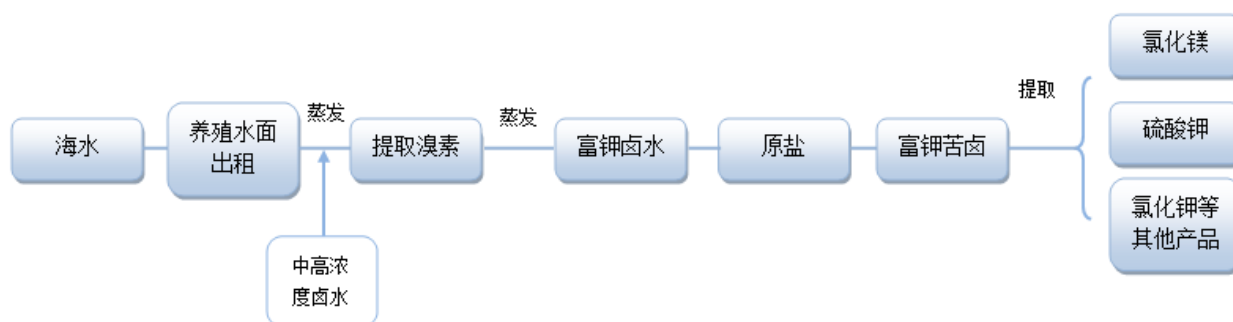 海水
养殖水面
出租
蒸发
中高浓
度卤水
提取溴素
蒸发
富钾卤水
原盐
富钾苦卤
提取
氯化镁
硫酸钾
氯化钾等
其他产品